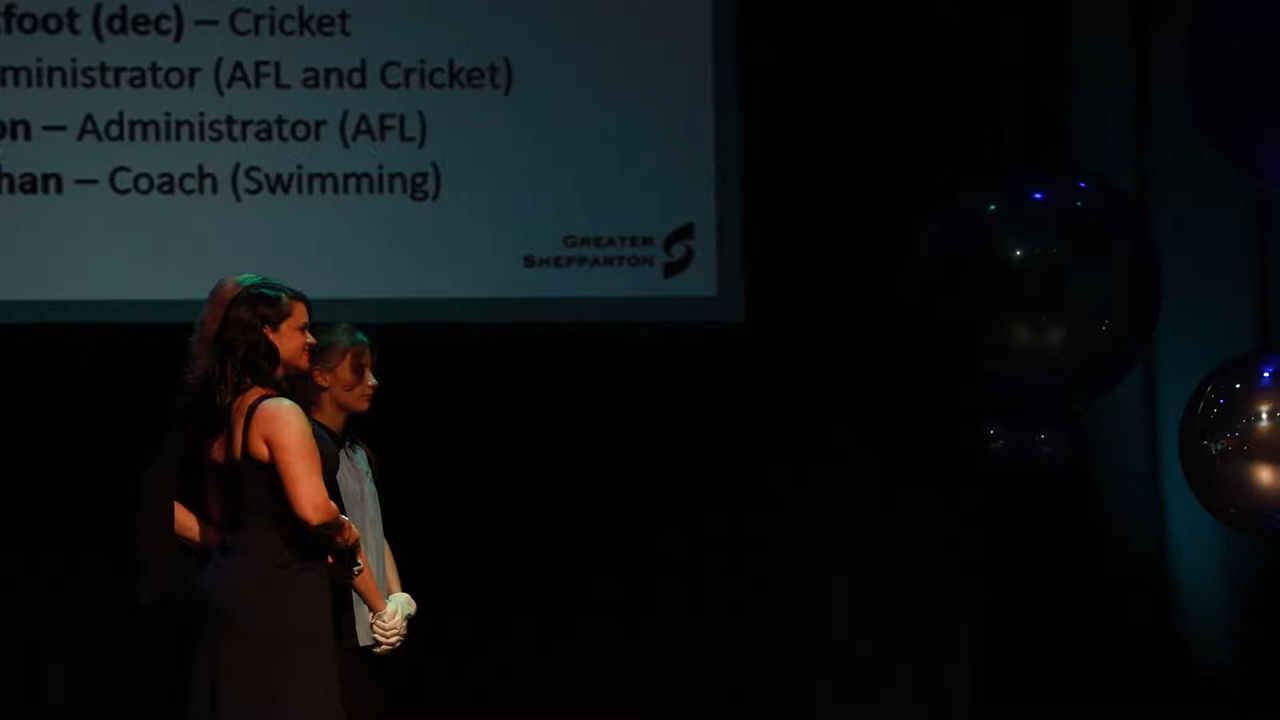 foot (dec) – Cricket
ministrator (AFL and Cricket)
on – Administrator (AFL)
han – Coach (Swimming)
GREATER
SHEPPARTON